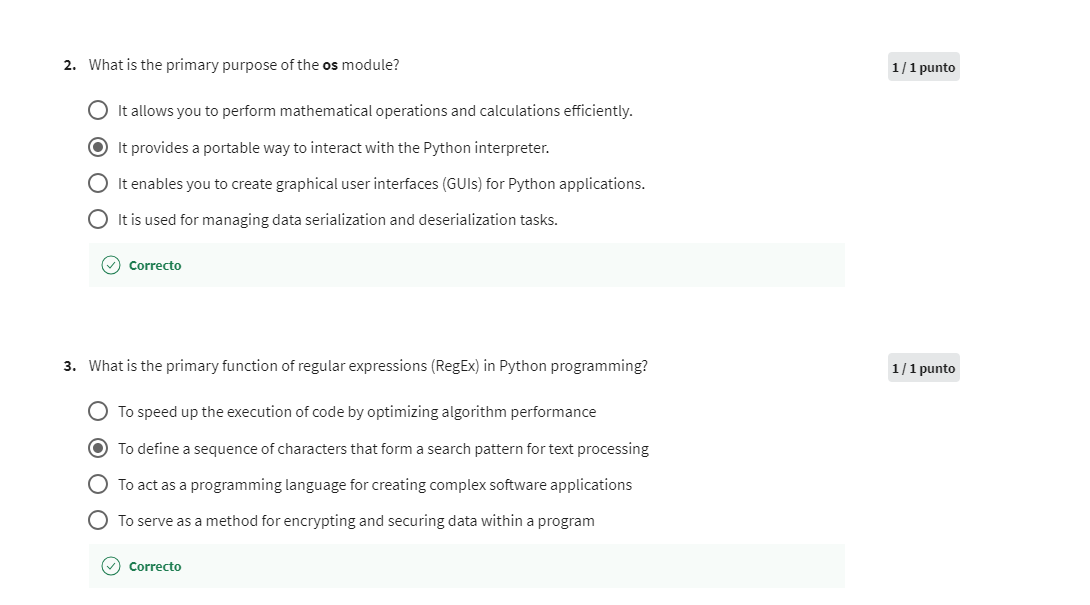 2. What is the primary purpose of the os module?
1 / 1 punto
It allows you to perform mathematical operations and calculations efficiently.
It provides a portable way to interact with the Python interpreter.
It enables you to create graphical user interfaces (GUIs) for Python applications.
It is used for managing data serialization and deserialization tasks.
Correcto
3. What is the primary function of regular expressions (RegEx) in Python programming?
1 / 1 punto
To speed up the execution of code by optimizing algorithm performance
To define a sequence of characters that form a search pattern for text processing
To act as a programming language for creating complex software applications
To serve as a method for encrypting and securing data within a program
Correcto